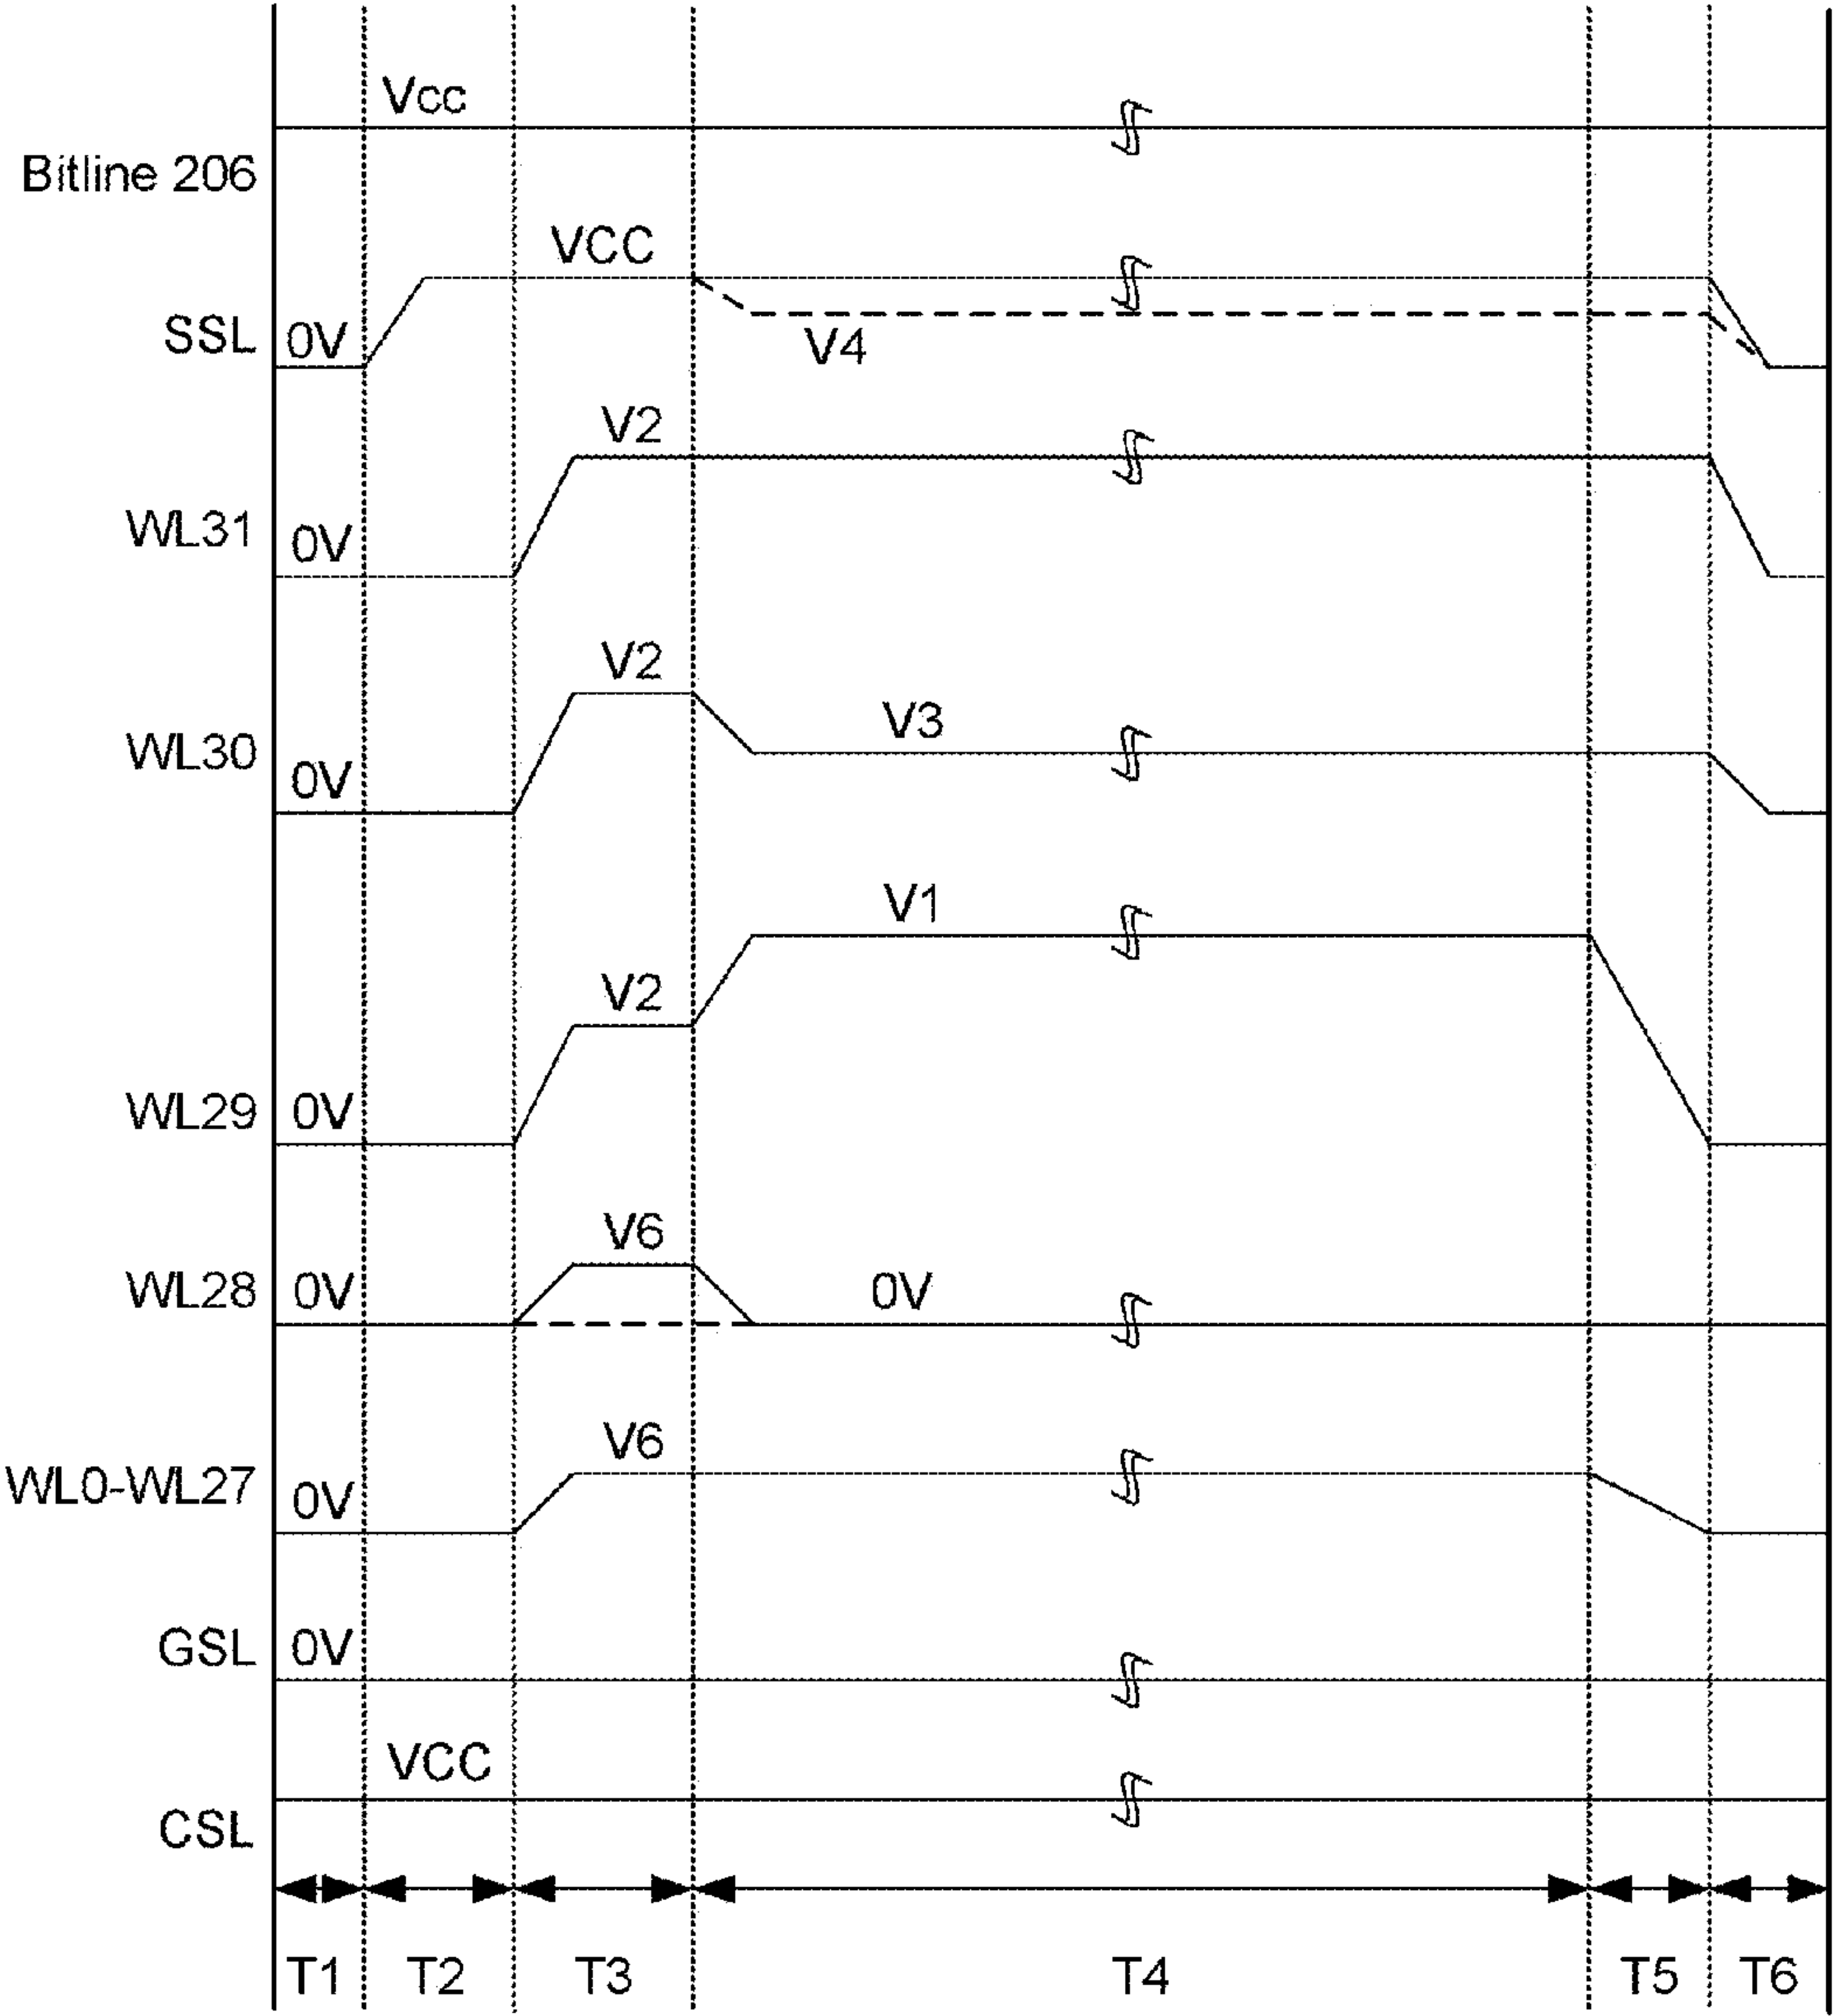 Vcc
Bitline 206
VCC
SSL 0V
V4
V2
WL31 0V
V2
V3
WL30 0V
V1
V2
WL29 0V
V6
WL28 0V 0V
V6
WL0-WL27 0V
GSL 0V
VCC
CSL
T1 T2 T3 T4 T5 T6